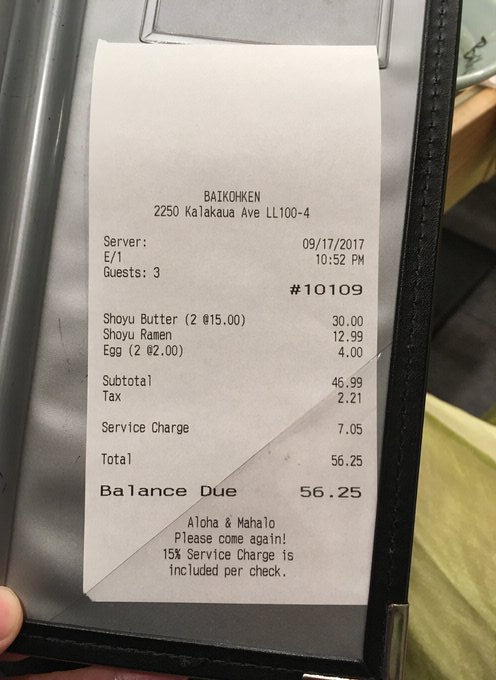 BAIKOHKEN
2250 Kalakaua Ave LL100-4
Server: 09/17/2017
E/1 10:52 PM
Guests: 3
#10109
Shoyu Butter (2 @15.00) 30.00
Shoyu Ramen 12.99
Egg (2 @2.00) 4.00
Subtotal 46.99
Tax 2.21
Service Charge 7.05
Total 56.25
Balance Due 56.25
Aloha & Mahalo
Please come again!
15% Service Charge is
included per check.